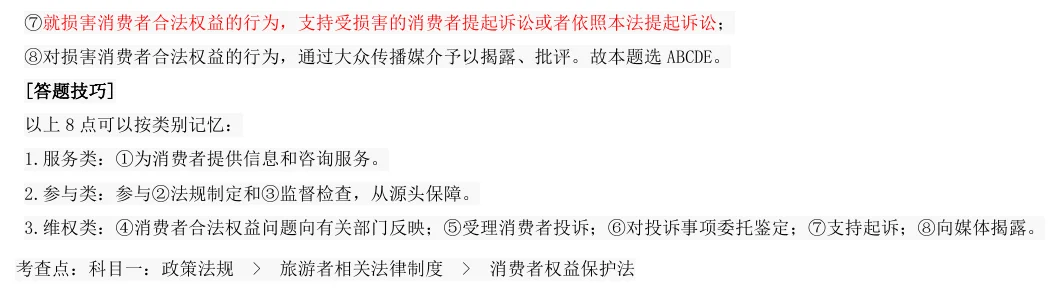 ⑦就损害消费者合法权益的行为，支持受损害的消费者提起诉讼或者依照本法提起诉讼；
⑧对损害消费者合法权益的行为，通过大众传播媒介予以揭露、批评。故本题选 ABCDE。
[答题技巧]
以上 8 点可以按类别记忆：
1.服务类：①为消费者提供信息和咨询服务。
2.参与类：参与②法规制定和③监督检查，从源头保障。
3.维权类：④消费者合法权益问题向有关部门反映；⑤受理消费者投诉；⑥对投诉事项委托鉴定；⑦支持起诉；⑧向媒体揭露。
考查点：科目一：政策法规 > 旅游者相关法律制度 > 消费者权益保护法